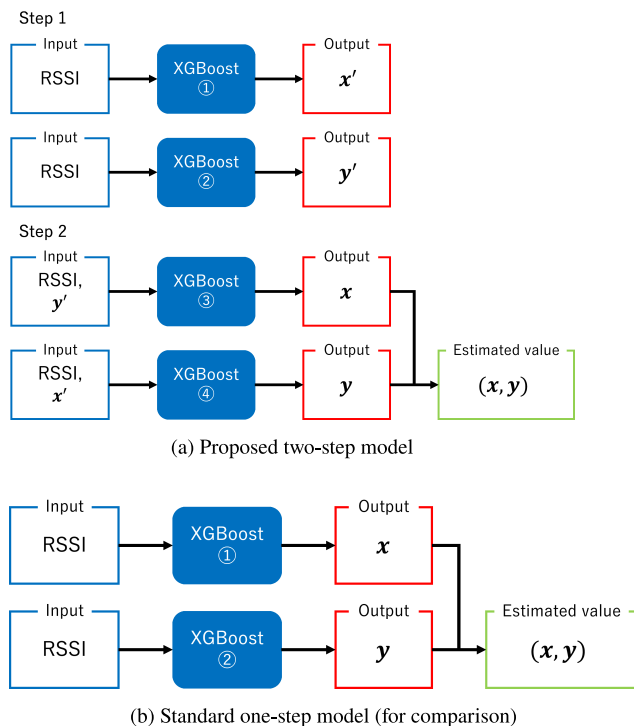 Step 1
Input
RSSI
XGBoost
①
Output
x′
Input
RSSI
XGBoost
②
Output
y′
Step 2
Input
RSSI,
y′
XGBoost
③
Output
x
Input
RSSI,
x′
XGBoost
④
Output
y
Estimated value
(x, y)
(a) Proposed two-step model
Input
RSSI
XGBoost
①
Output
x
Input
RSSI
XGBoost
②
Output
y
Estimated value
(x, y)
(b) Standard one-step model (for comparison)